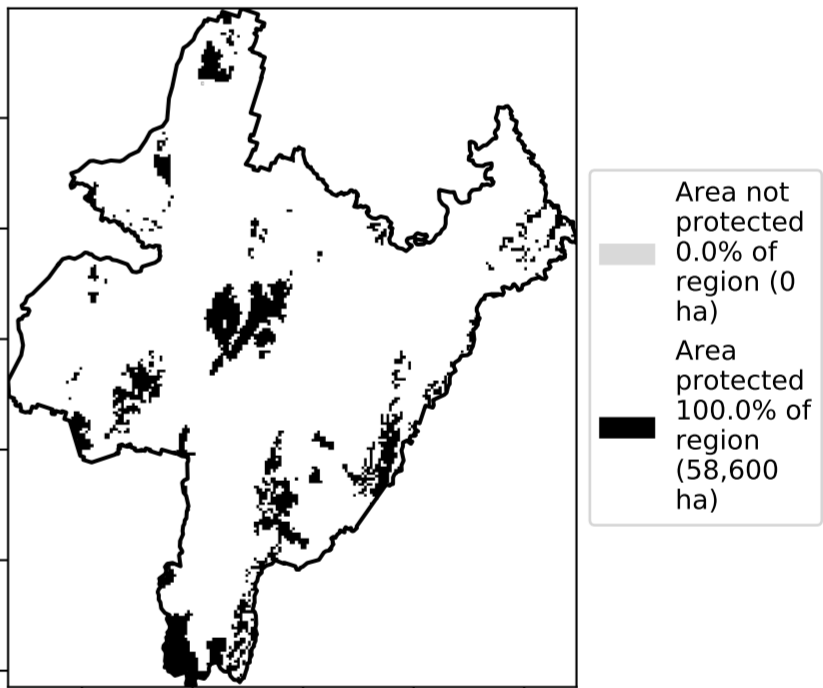 Area not
protected
0.0% of
region (0
ha)
Area
protected
100.0% of
region
(58,600
ha)